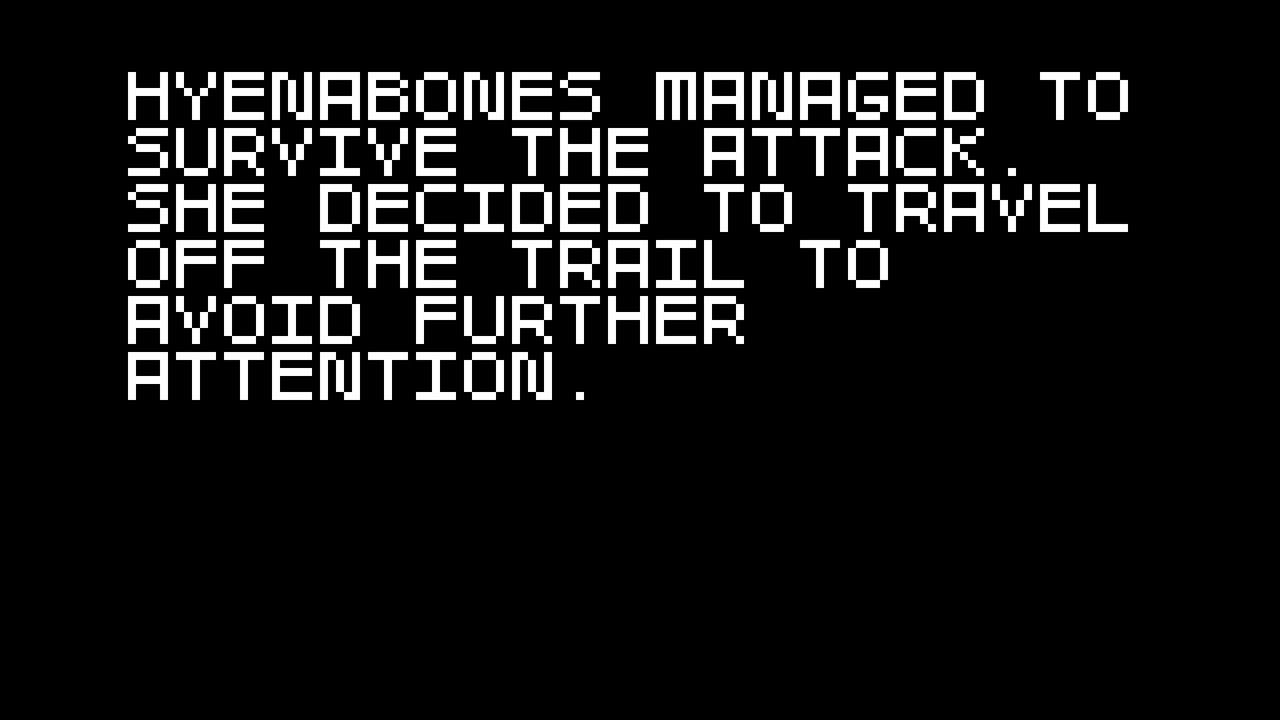 HYENABONES MANAGED TO
SURVIVE THE ATTACK.
SHE DECIDED TO TRAVEL
OFF THE TRAIL TO
AVOID FURTHER
ATTENTION.